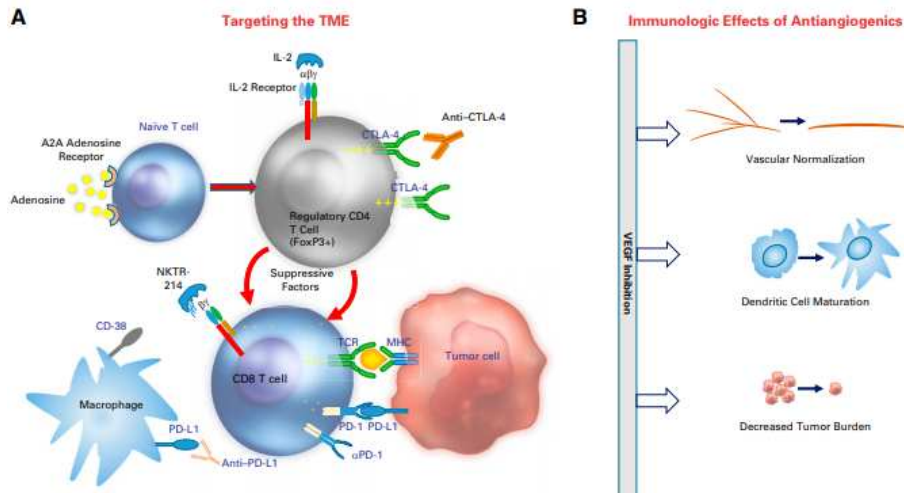 A
Targeting the TME
IL-2
αβγ
IL-2 Receptor
Naïve T cell
A2A Adenosine
Receptor
Adenosine
CTLA-4
Anti–CTLA-4
CTLA-4
Regulatory CD4
T Cell
(FoxP3+)
Suppressive
Factors
NKTR-
214
βγ
CD-38
Macrophage
PD-L1
Anti–PD-L1
CD8 T cell
TCR
MHC
Tumor cell
PD-1 PD-L1
αPD-1
B
Immunologic Effects of Antiangiogenics
VEGF Inhibition
Vascular Normalization
Dendritic Cell Maturation
Decreased Tumor Burden